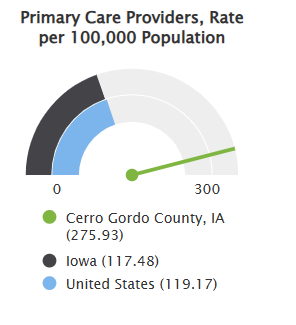 Primary Care Providers, Rate
per 100,000 Population
0 300
Cerro Gordo County, IA
(275.93)
Iowa (117.48)
United States (119.17)